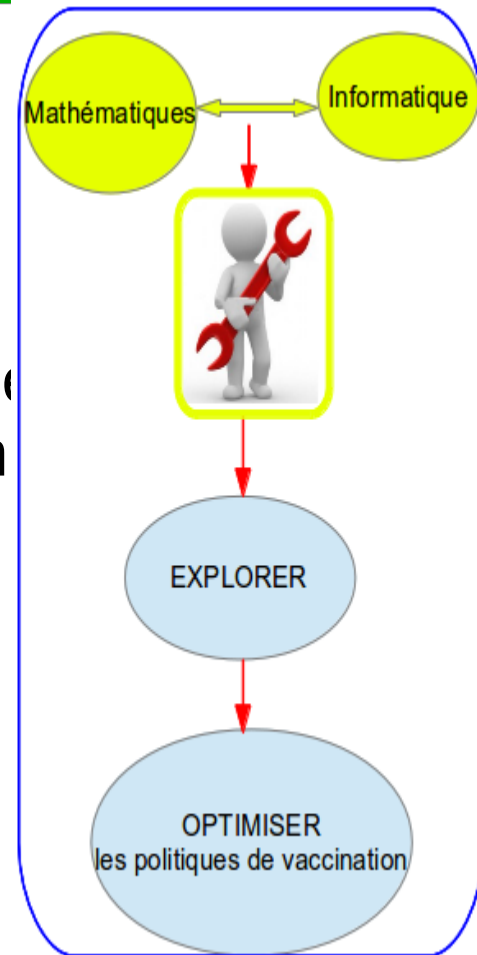 Mathématiques
Informatique
EXPLORER
OPTIMISER
les politiques de vaccination